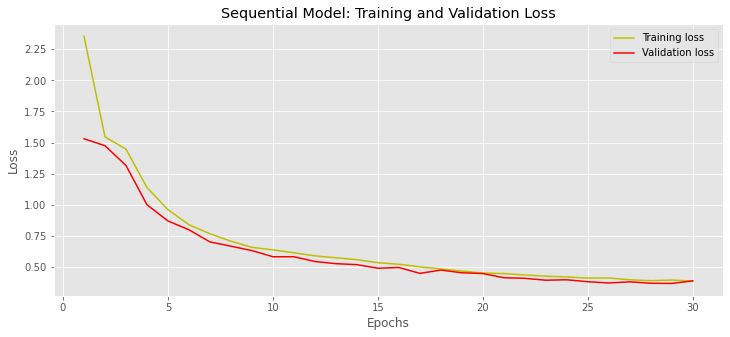 Sequential Model: Training and Validation Loss
Training loss
Validation loss
2.25
2.00
1.75
1.50
1.25
1.00
0.75
0.50
Loss
0 5 10 15 20 25 30
Epochs